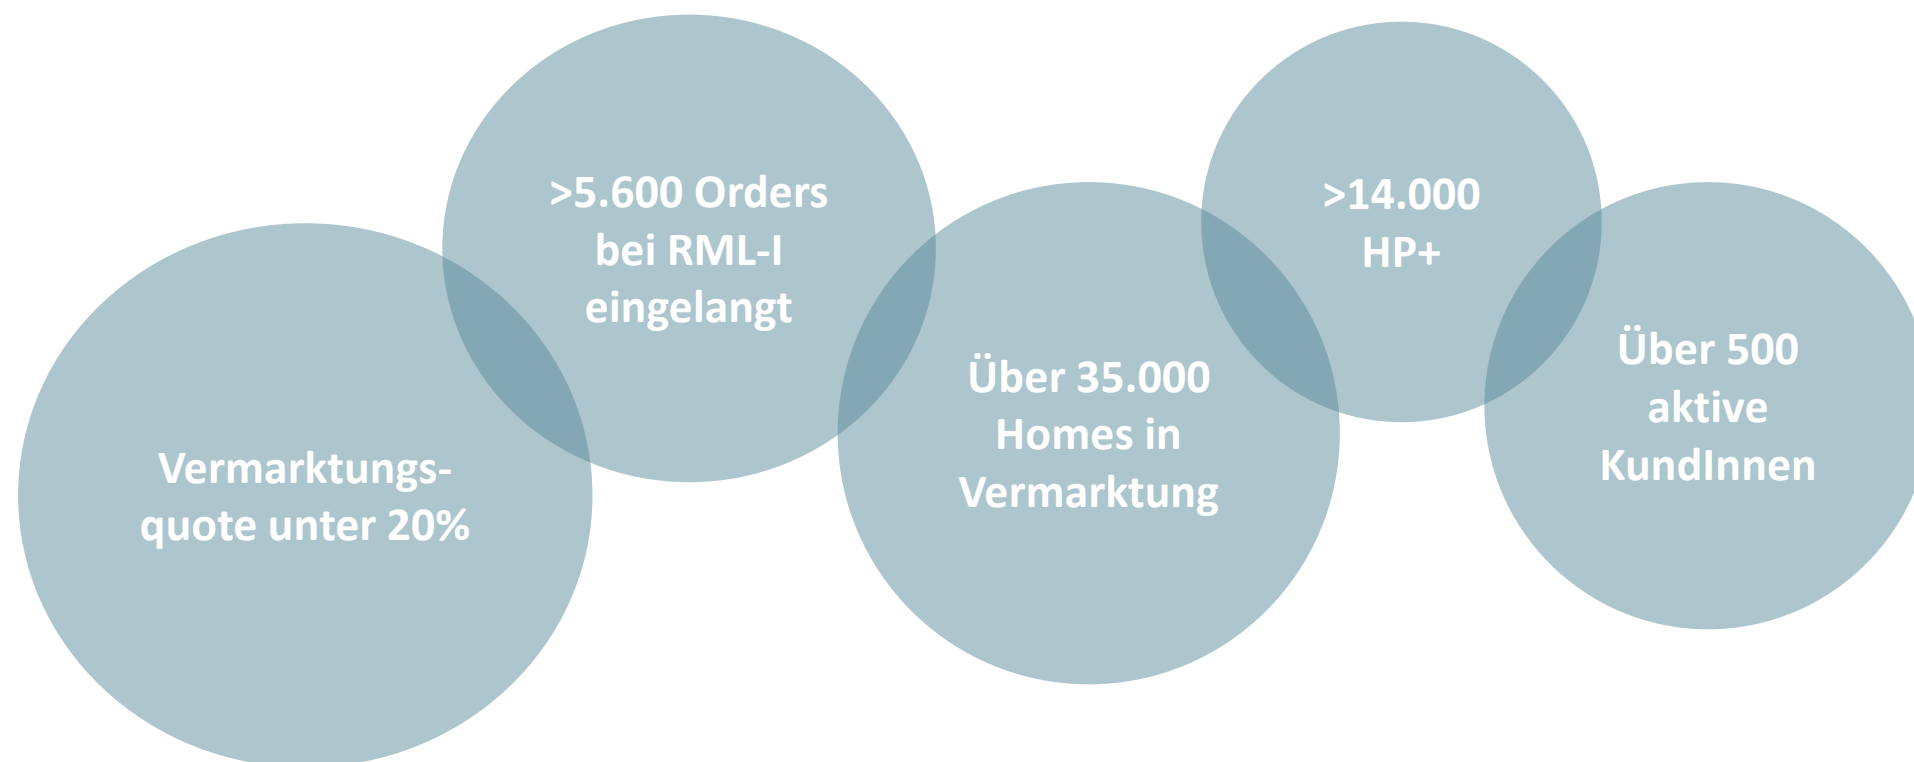 Vermarktungs-
quote unter 20%
>5.600 Orders
bei RML-I
eingelangt
Über 35.000
Homes in
Vermarktung
>14.000
HP+
Über 500
aktive
KundInnen